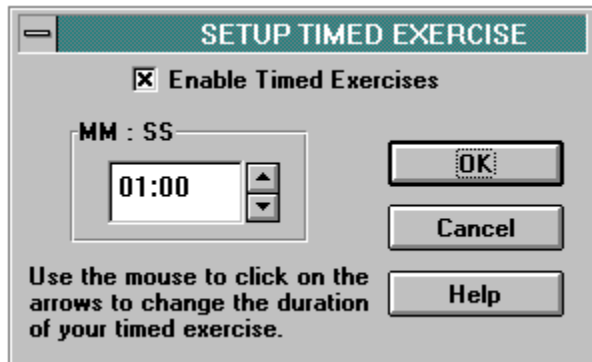 SETUP TIMED EXERCISE
Enable Timed Exercises
MM : SS
01:00
OK
Cancel
Help
Use the mouse to click on the
arrows to change the duration
of your timed exercise.